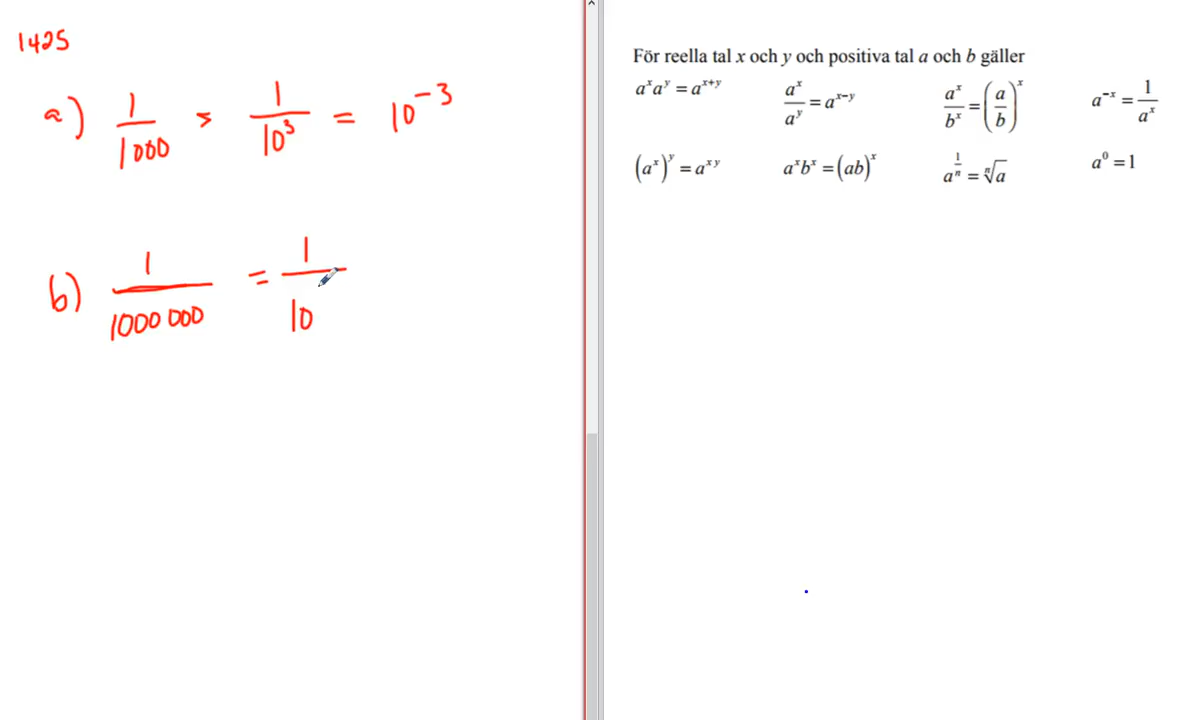 1425
a) 1/1000 = 1/10³ = 10⁻³
b) 1/1000 000 = 1/10
För reella tal x och y och positiva tal a och b gäller
aˣaʸ = aˣ⁺ʸ aˣ/aʸ = aˣ⁻ʸ aˣ/bˣ = (a/b)ˣ a⁻ˣ = 1/aˣ
(aˣ)ʸ = aˣʸ aˣbˣ = (ab)ˣ a^(1/n) = ⁿ√a a⁰ = 1